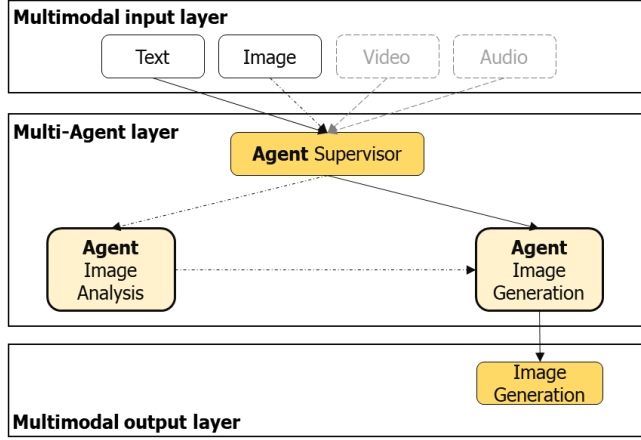 Multimodal input layer
Text
Image
Video
Audio
Multi-Agent layer
Agent Supervisor
Agent
Image
Analysis
Agent
Image
Generation
Image
Generation
Multimodal output layer